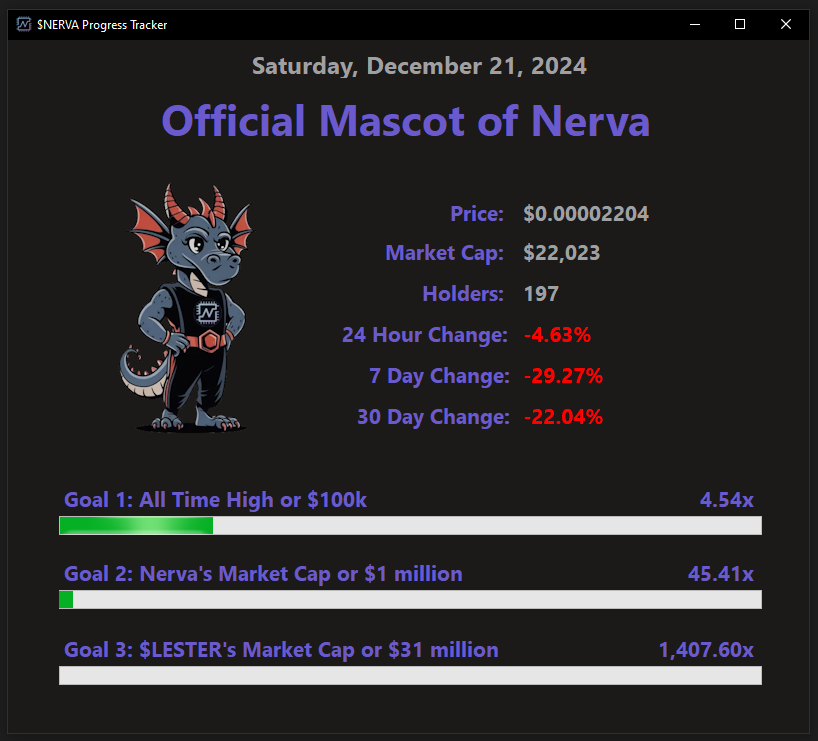 $NERVA Progress Tracker
Saturday, December 21, 2024
Official Mascot of Nerva
Price: $0.00002204
Market Cap: $22,023
Holders: 197
24 Hour Change: -4.63%
7 Day Change: -29.27%
30 Day Change: -22.04%
Goal 1: All Time High or $100k 4.54x
Goal 2: Nerva's Market Cap or $1 million 45.41x
Goal 3: $LESTER's Market Cap or $31 million 1,407.60x